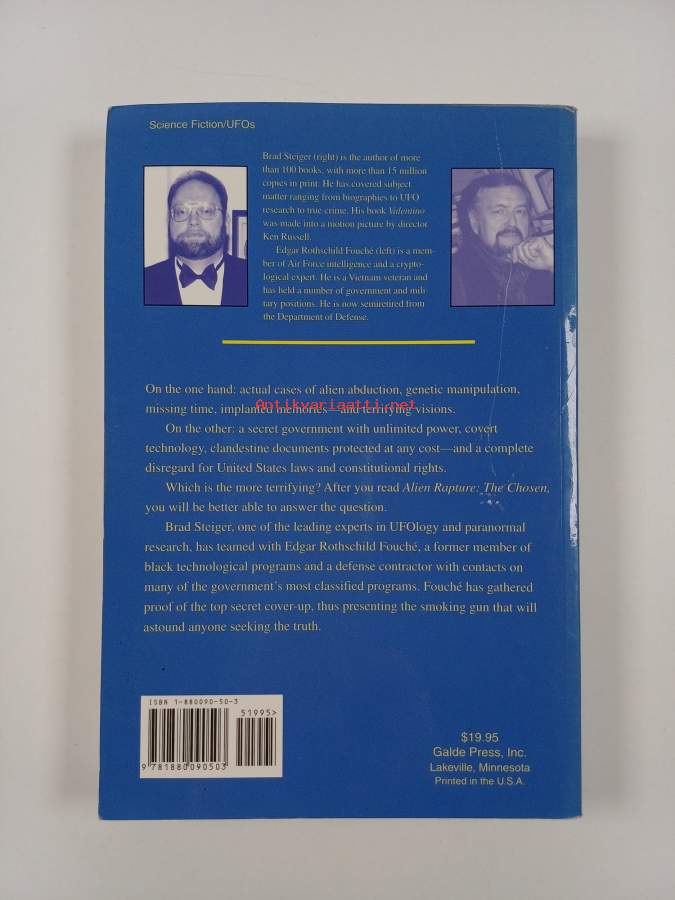 Science Fiction/UFOs
Brad Steiger (right) is the author of more
than 100 books, with more than 15 million
copies in print. He has covered subject
matter ranging from biographies to UFO
research to true crime. His book Valentino
was made into a motion picture by director
Ken Russell.
Edgar Rothschild Fouché (left) is a mem-
ber of Air Force intelligence and a crypto-
logical expert. He is a Vietnam veteran and
has held a number of government and mili-
tary positions. He is now semiretired from
the Department of Defense.
On the one hand: actual cases of alien abduction, genetic manipulation,
missing time, implanted memories—and terrifying visions.
Antikvariaatti.net
On the other: a secret government with unlimited power, covert
technology, clandestine documents protected at any cost—and a complete
disregard for United States laws and constitutional rights.
Which is the more terrifying? After you read Alien Rapture: The Chosen,
you will be better able to answer the question.
Brad Steiger, one of the leading experts in UFOlogy and paranormal
research, has teamed with Edgar Rothschild Fouché, a former member of
black technological programs and a defense contractor with contacts on
many of the government's most classified programs. Fouché has gathered
proof of the top secret cover-up, thus presenting the smoking gun that will
astound anyone seeking the truth.
ISBN 1-880090-50-3
51995>
9 781880 090503
$19.95
Galde Press, Inc.
Lakeville, Minnesota
Printed in the U.S.A.